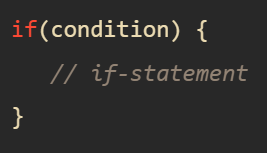 if(condition) {
   // if-statement
}